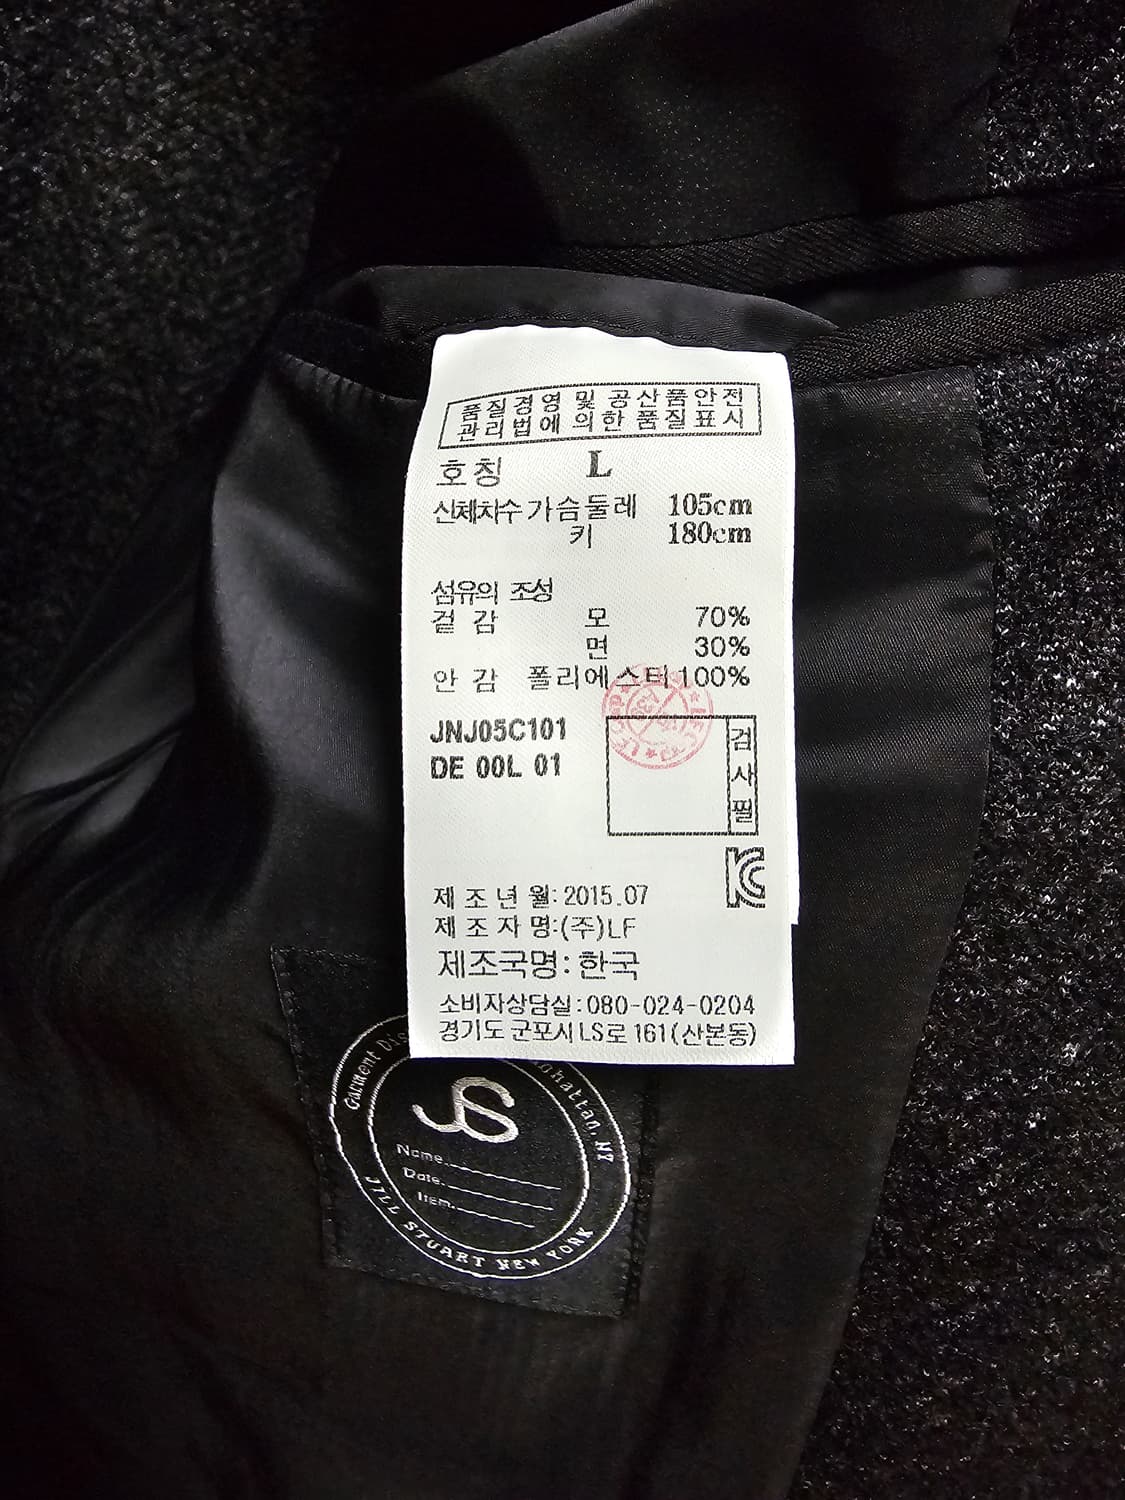 품질경영 및 공산품안전
관리법에 의한 품질표시
호칭 L
신체치수 가슴둘레 105cm
키 180cm
섬유의 조성
겉감 모 70%
면 30%
안감 폴리에스터 100%
JNJ05C101
DE 00L 01
검사필
제조년월: 2015.07
제조자명:(주)LF
제조국명: 한국
소비자상담실: 080-024-0204
경기도 군포시 LS로 161(산본동)
Garment
Manhattan, NY
JS
Name.
Date.
Item.
JILL STUART NEW YORK